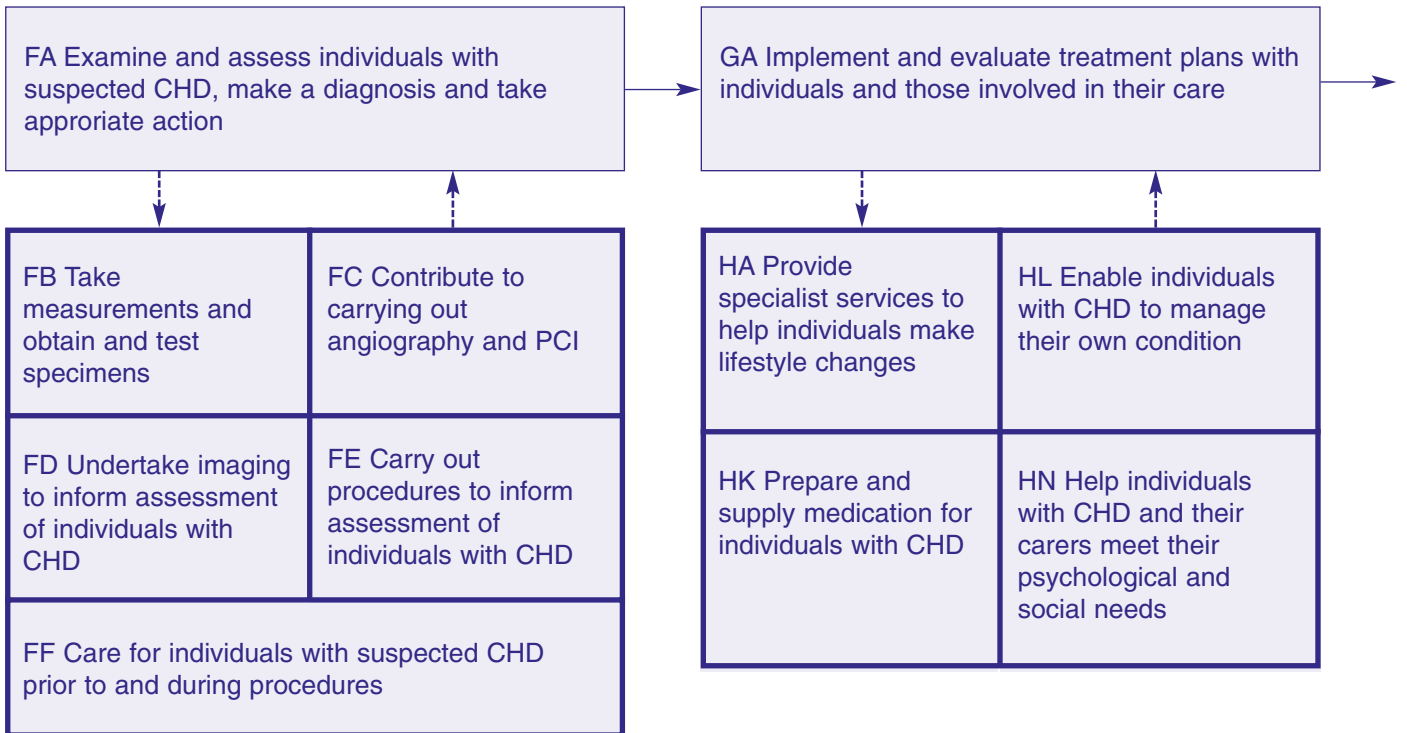 FA Examine and assess individuals with
suspected CHD, make a diagnosis and take
approriate action
GA Implement and evaluate treatment plans with
individuals and those involved in their care
FB Take
measurements and
obtain and test
specimens
FC Contribute to
carrying out
angiography and PCI
FD Undertake imaging
to inform assessment
of individuals with
CHD
FE Carry out
procedures to inform
assessment of
individuals with CHD
FF Care for individuals with suspected CHD
prior to and during procedures
HA Provide
specialist services to
help individuals make
lifestyle changes
HL Enable individuals
with CHD to manage
their own condition
HK Prepare and
supply medication for
individuals with CHD
HN Help individuals
with CHD and their
carers meet their
psychological and
social needs